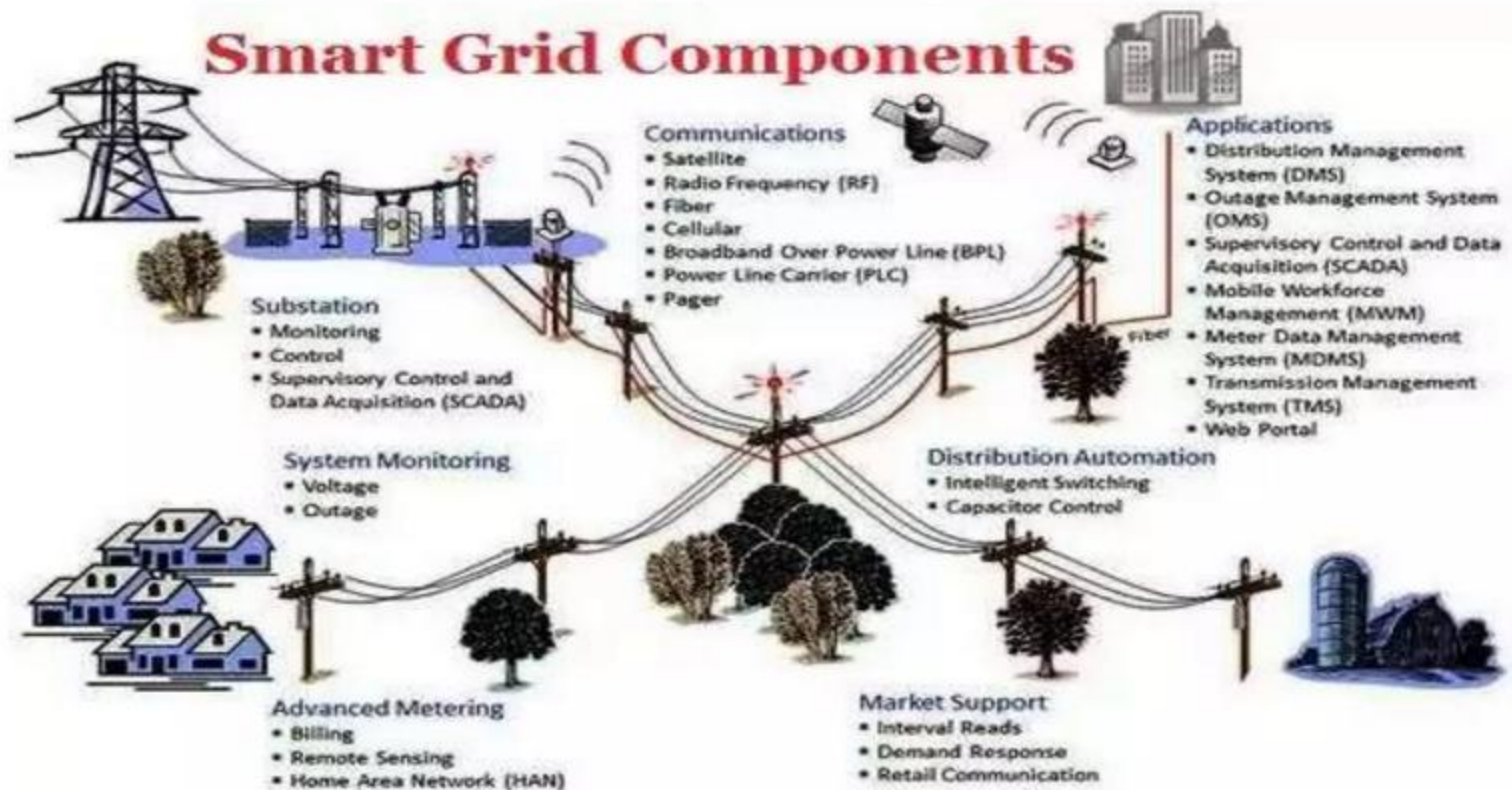 Smart Grid Components
Communications
▪ Satellite
▪ Radio Frequency (RF)
▪ Fiber
▪ Cellular
▪ Broadband Over Power Line (BPL)
▪ Power Line Carrier (PLC)
▪ Pager
Applications
▪ Distribution Management
System (DMS)
▪ Outage Management System
(OMS)
▪ Supervisory Control and Data
Acquisition (SCADA)
▪ Mobile Workforce
Management (MWM)
▪ Meter Data Management
System (MDMS)
▪ Transmission Management
System (TMS)
▪ Web Portal
Fiber
Substation
▪ Monitoring
▪ Control
▪ Supervisory Control and
Data Acquisition (SCADA)
System Monitoring
▪ Voltage
▪ Outage
Distribution Automation
▪ Intelligent Switching
▪ Capacitor Control
Advanced Metering
▪ Billing
▪ Remote Sensing
▪ Home Area Network (HAN)
Market Support
▪ Interval Reads
▪ Demand Response
▪ Retail Communication